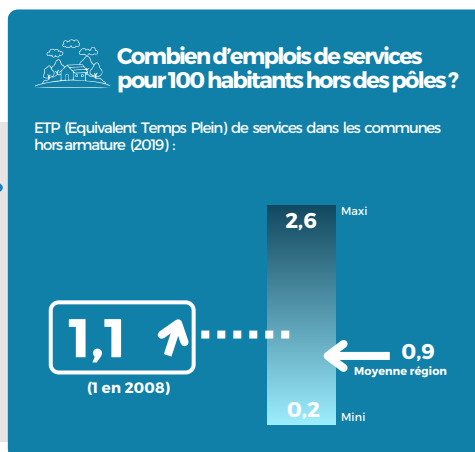 Combien d'emplois de services
pour 100 habitants hors des pôles ?
ETP (Equivalent Temps Plein) de services dans les communes
hors armature (2019) :
2,6
Maxi
1,1
(1 en 2008)
0,9
Moyenne région
0,2
Mini